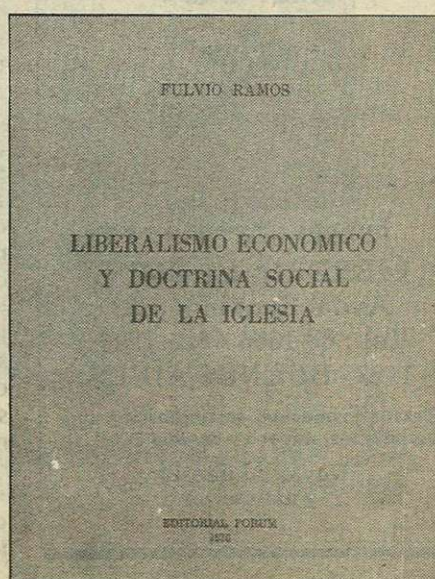 FULVIO RAMOS
LIBERALISMO ECONOMICO
Y DOCTRINA SOCIAL
DE LA IGLESIA
EDITORIAL FORUM